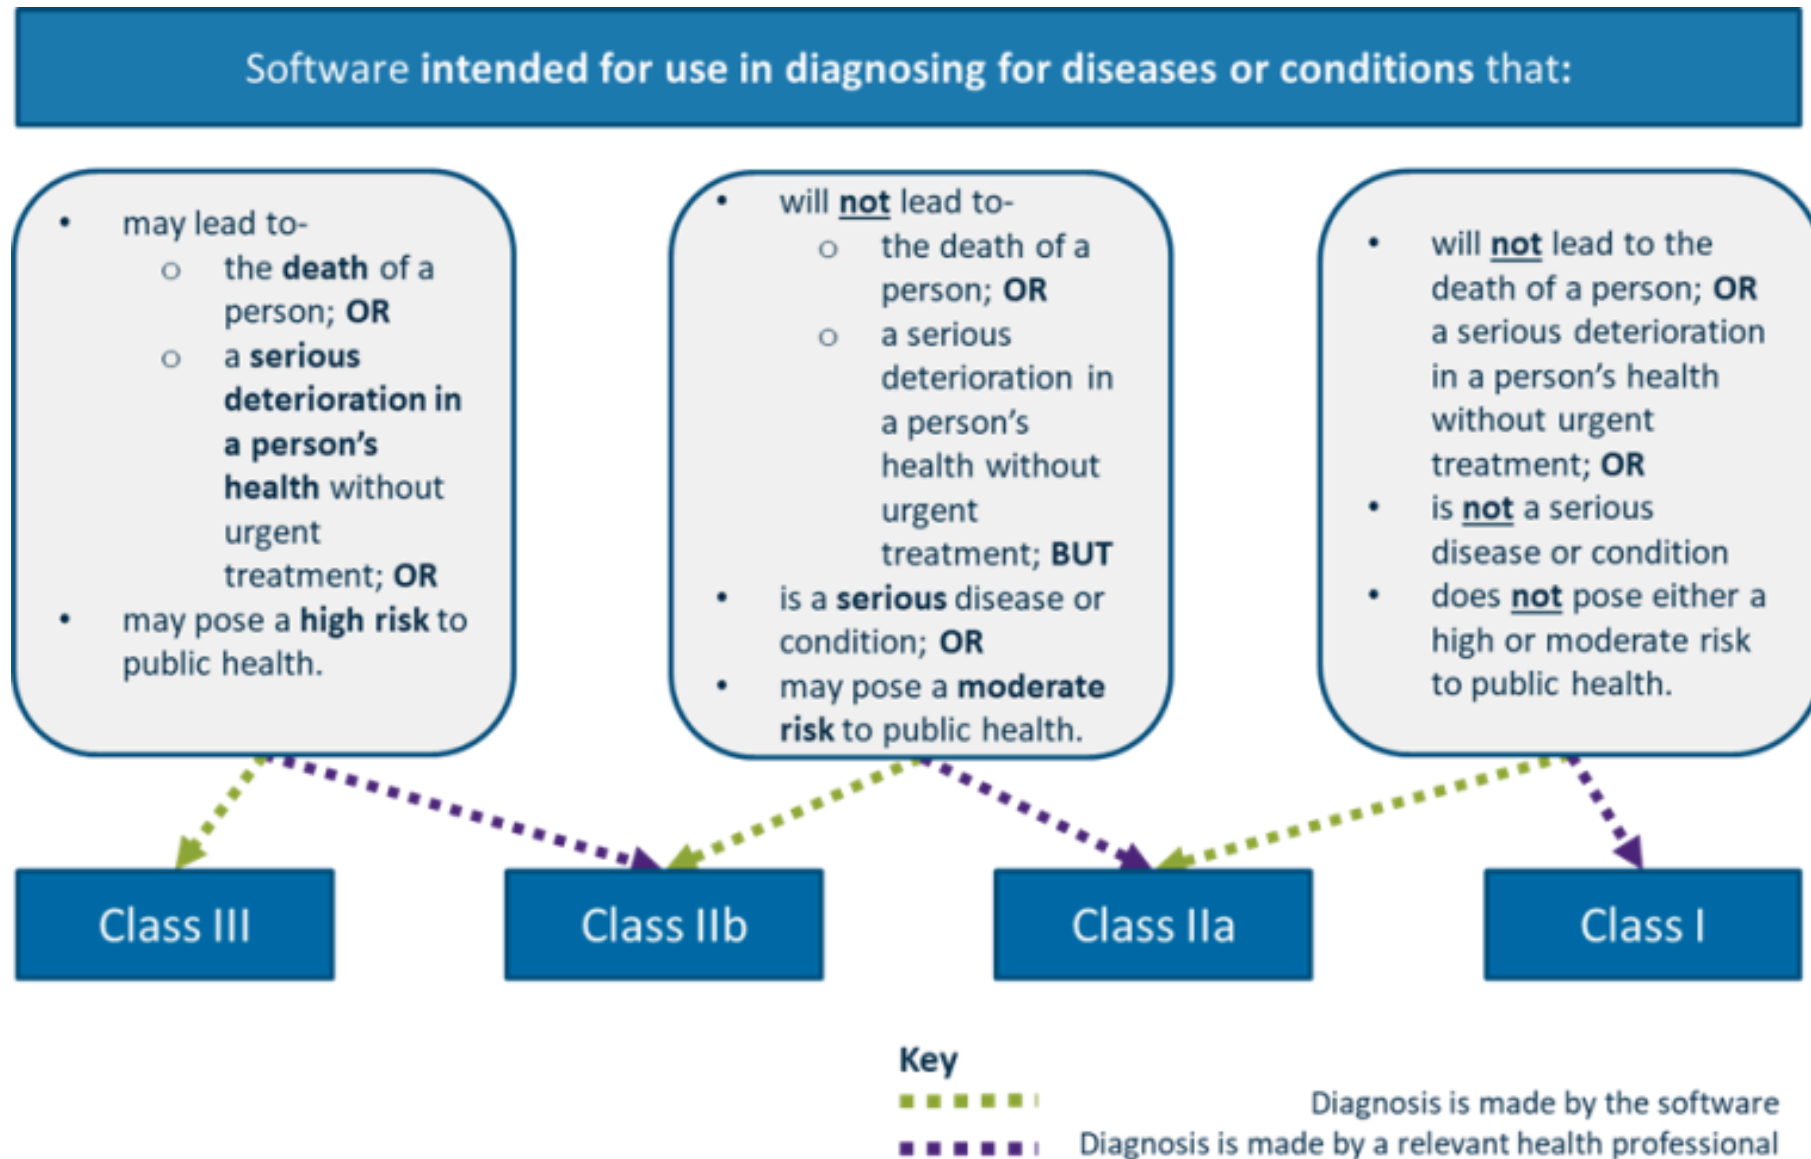 Software intended for use in diagnosing for diseases or conditions that:
• may lead to-
o the death of a
person; OR
o a serious
deterioration in
a person's
health without
urgent
treatment; OR
• may pose a high risk to
public health.
• will not lead to-
o the death of a
person; OR
o a serious
deterioration in
a person's
health without
urgent
treatment; BUT
• is a serious disease or
condition; OR
• may pose a moderate
risk to public health.
• will not lead to the
death of a person; OR
a serious deterioration
in a person's health
without urgent
treatment; OR
• is not a serious
disease or condition
• does not pose either a
high or moderate risk
to public health.
Class III
Class IIb
Class IIa
Class I
Key
Diagnosis is made by the software
Diagnosis is made by a relevant health professional